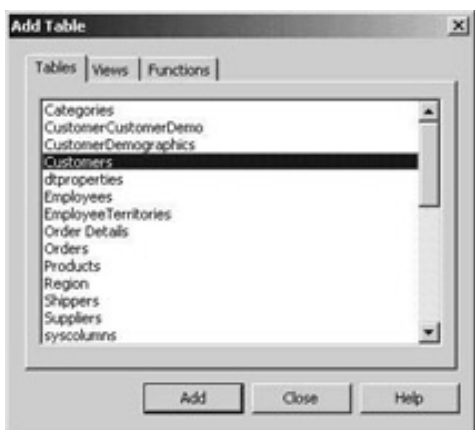 Add Table
Tables Views Functions
Categories
CustomerCustomerDemo
CustomerDemographics
Customers
dtproperties
Employees
EmployeeTerritories
Order Details
Orders
Products
Region
Shippers
Suppliers
syscolumns
Add Close Help